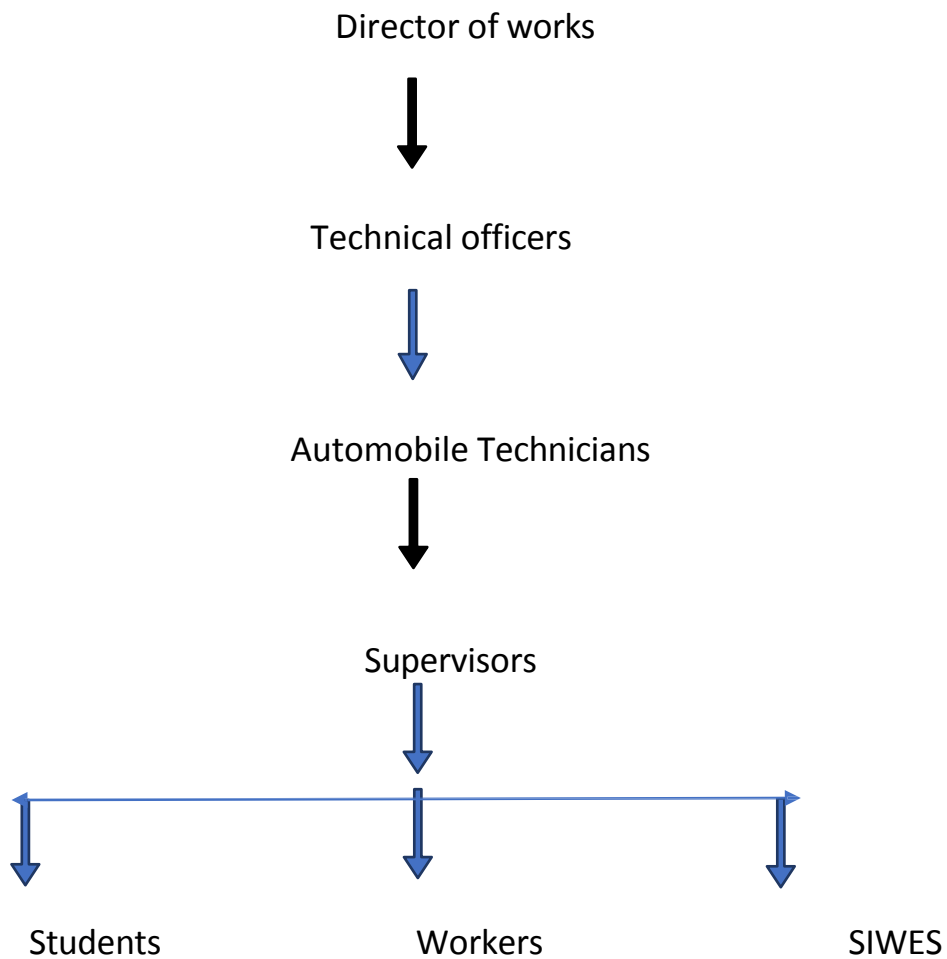 Director of works
Technical officers
Automobile Technicians
Supervisors
Students Workers SIWES